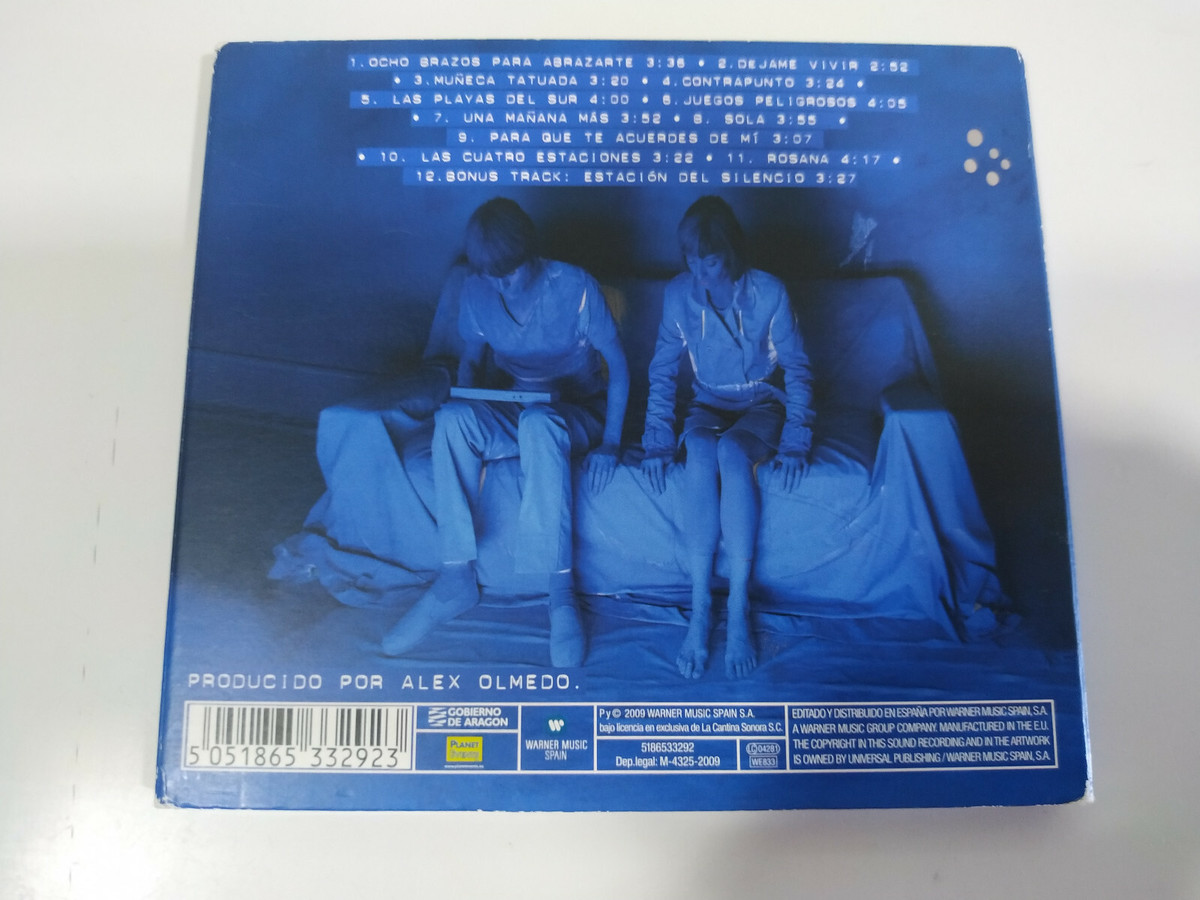 1.OCHO BRAZOS PARA ABRAZARTE 3:36 • 2.DEJAME VIVIR 2:52
• 3.MUÑECA TATUADA 3:20 • 4.CONTRAPUNTO 3:24 •
5. LAS PLAYAS DEL SUR 4:00 • 6.JUEGOS PELIGROSOS 4:05
• 7. UNA MAÑANA MÁS 3:52 • 8. SOLA 3:55 •
9. PARA QUE TE ACUERDES DE MÍ 3:07
• 10. LAS CUATRO ESTACIONES 3:22 • 11. ROSANA 4:17 •
12.BONUS TRACK: ESTACIÓN DEL SILENCIO 3:27
PRODUCIDO POR ALEX OLMEDO.
5 051865 332923
GOBIERNO
DE ARAGON
PLANET
WARNER MUSIC
SPAIN
P y © 2009 WARNER MUSIC SPAIN S.A.
bajo licencia en exclusiva de La Cantina Sonora S.C.
5186533292
Dep.legal: M-4325-2009
LC 04281
WE833
EDITADO Y DISTRIBUIDO EN ESPAÑA POR WARNER MUSIC SPAIN, S.A.
A WARNER MUSIC GROUP COMPANY. MANUFACTURED IN THE E.U.
THE COPYRIGHT IN THIS SOUND RECORDING AND IN THE ARTWORK
IS OWNED BY UNIVERSAL PUBLISHING / WARNER MUSIC SPAIN, S.A.